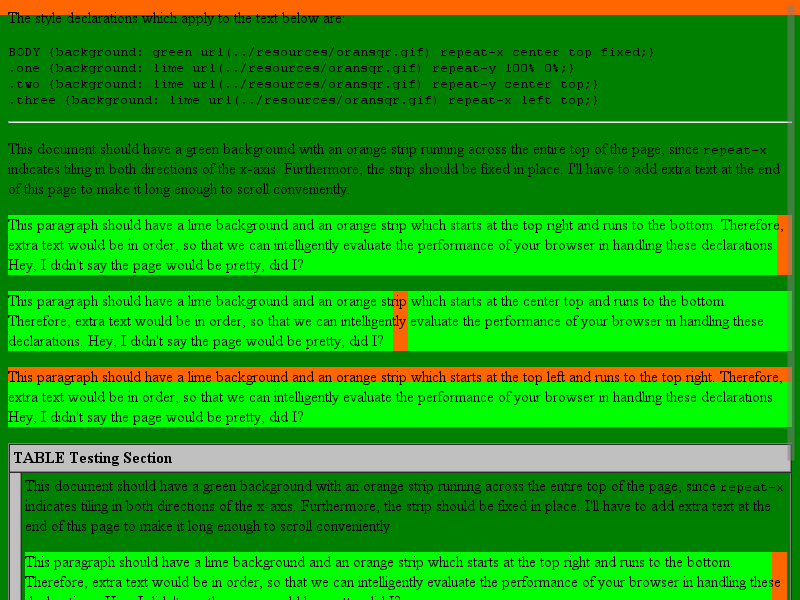 The style declarations which apply to the text below are:
BODY {background: green url(../resources/oransqr.gif) repeat-x center top fixed;}
.one {background: lime url(../resources/oransqr.gif) repeat-y 100% 0%;}
.two {background: lime url(../resources/oransqr.gif) repeat-y center top;}
.three {background: lime url(../resources/oransqr.gif) repeat-x left top;}
This document should have a green background with an orange strip running across the entire top of the page, since repeat-x
indicates tiling in both directions of the x-axis. Furthermore, the strip should be fixed in place. I'll have to add extra text at the end
of this page to make it long enough to scroll conveniently.
This paragraph should have a lime background and an orange strip which starts at the top right and runs to the bottom. Therefore,
extra text would be in order, so that we can intelligently evaluate the performance of your browser in handling these declarations.
Hey, I didn't say the page would be pretty, did I?
This paragraph should have a lime background and an orange strip which starts at the center top and runs to the bottom.
Therefore, extra text would be in order, so that we can intelligently evaluate the performance of your browser in handling these
declarations. Hey, I didn't say the page would be pretty, did I?
This paragraph should have a lime background and an orange strip which starts at the top left and runs to the top right. Therefore,
extra text would be in order, so that we can intelligently evaluate the performance of your browser in handling these declarations.
Hey, I didn't say the page would be pretty, did I?
TABLE Testing Section
This document should have a green background with an orange strip running across the entire top of the page, since repeat-x
indicates tiling in both directions of the x-axis. Furthermore, the strip should be fixed in place. I'll have to add extra text at the
end of this page to make it long enough to scroll conveniently.
This paragraph should have a lime background and an orange strip which starts at the top right and runs to the bottom.
Therefore, extra text would be in order, so that we can intelligently evaluate the performance of your browser in handling these